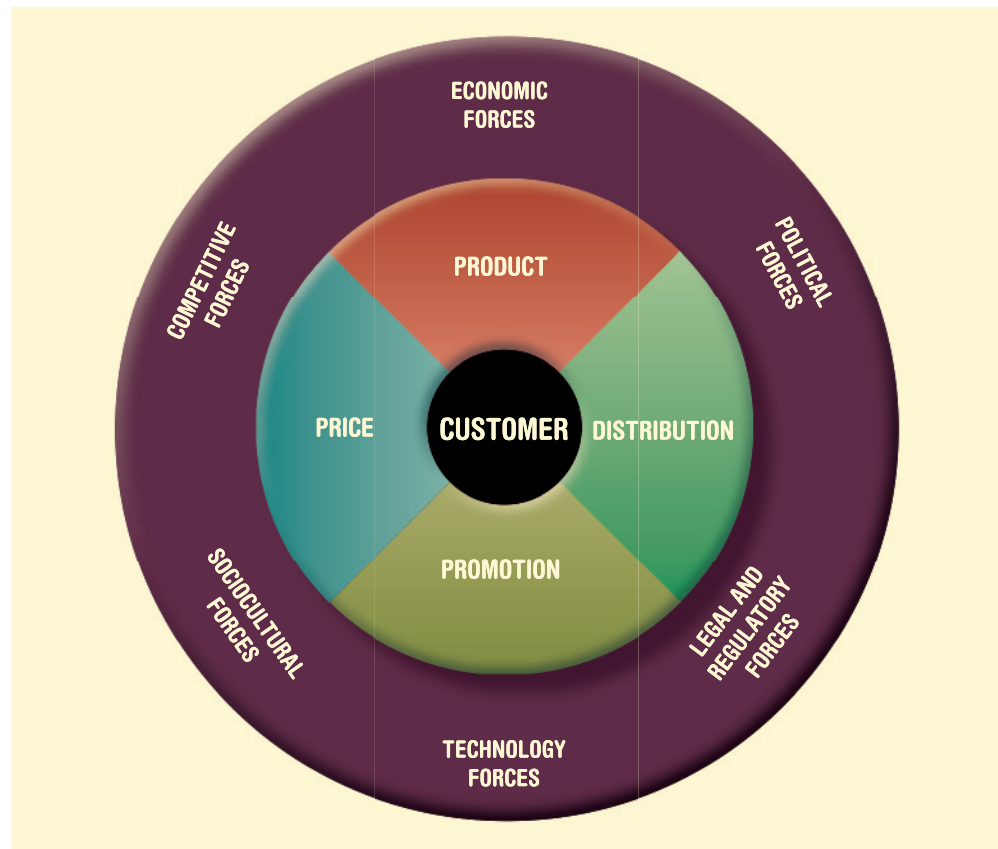 ECONOMIC
FORCES
POLITICAL
FORCES
COMPETITIVE
FORCES
PRODUCT
PRICE
CUSTOMER
DISTRIBUTION
PROMOTION
SOCIOCULTURAL
FORCES
LEGAL AND
REGULATORY
FORCES
TECHNOLOGY
FORCES